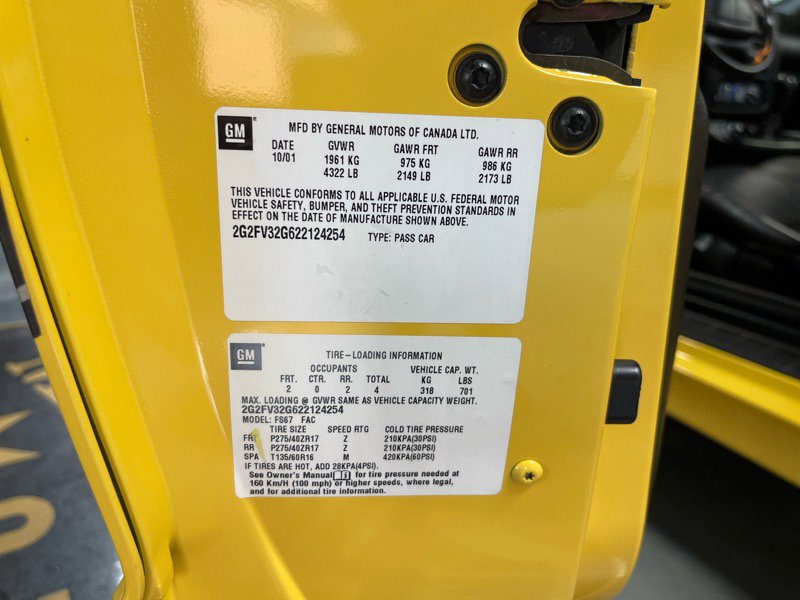 GM
MFD BY GENERAL MOTORS OF CANADA LTD.
DATE GVWR GAWR FRT GAWR RR
10/01 1961 KG 975 KG 986 KG
4322 LB 2149 LB 2173 LB
THIS VEHICLE CONFORMS TO ALL APPLICABLE U.S. FEDERAL MOTOR
VEHICLE SAFETY, BUMPER, AND THEFT PREVENTION STANDARDS IN
EFFECT ON THE DATE OF MANUFACTURE SHOWN ABOVE.
2G2FV32G622124254 TYPE: PASS CAR
GM
TIRE-LOADING INFORMATION
OCCUPANTS VEHICLE CAP. WT.
FRT. CTR. RR. TOTAL KG LBS
2 0 2 4 318 701
MAX. LOADING @ GVWR SAME AS VEHICLE CAPACITY WEIGHT.
2G2FV32G622124254
MODEL: FS67 FAC
TIRE SIZE SPEED RTG COLD TIRE PRESSURE
FRT P275/40ZR17 Z 210KPA(30PSI)
RR P275/40ZR17 Z 210KPA(30PSI)
SPA T135/60R16 M 420KPA(60PSI)
IF TIRES ARE HOT, ADD 28KPA(4PSI).
See Owner's Manual for tire pressure needed at
160 Km/H (100 mph) or higher speeds, where legal,
and for additional tire information.